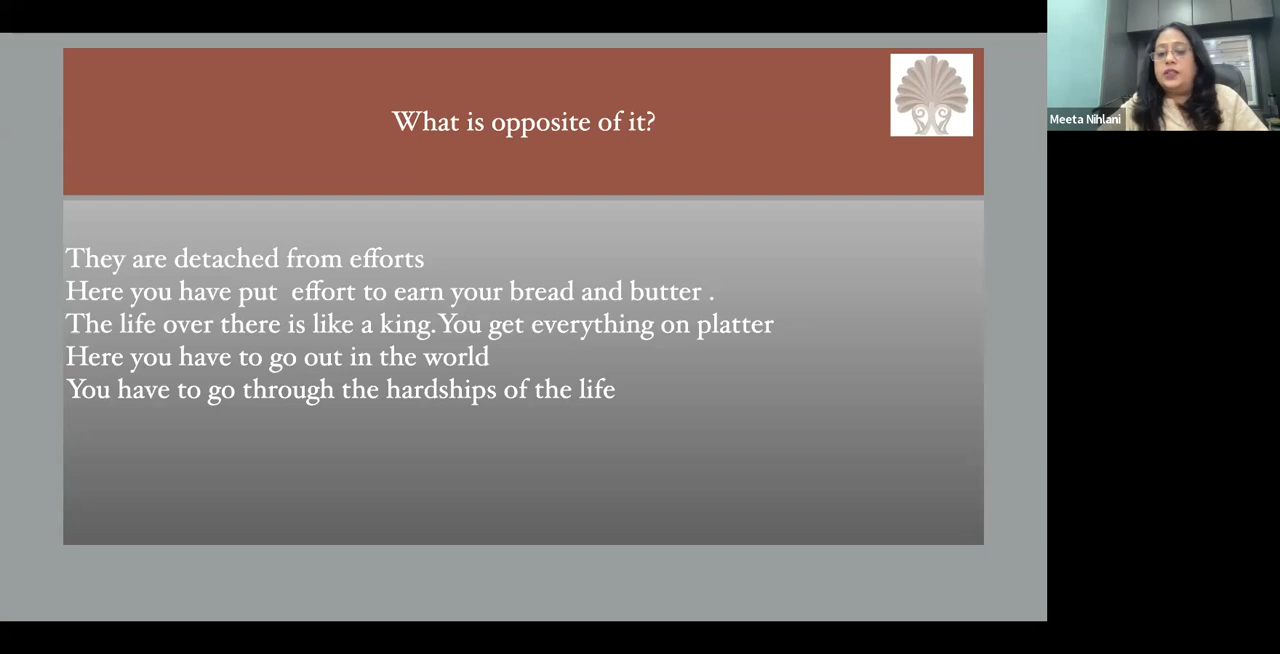 What is opposite of it?
Meeta Nihlani
They are detached from efforts
Here you have put  effort to earn your bread and butter .
The life over there is like a king.You get everything on platter
Here you have to go out in the world
You have to go through the hardships of the life